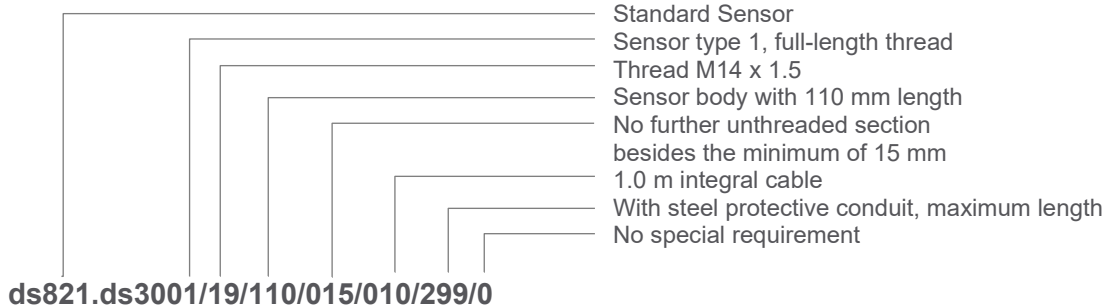 Standard Sensor
Sensor type 1, full-length thread
Thread M14 x 1.5
Sensor body with 110 mm length
No further unthreaded section
besides the minimum of 15 mm
1.0 m integral cable
With steel protective conduit, maximum length
No special requirement
ds821.ds3001/19/110/015/010/299/0